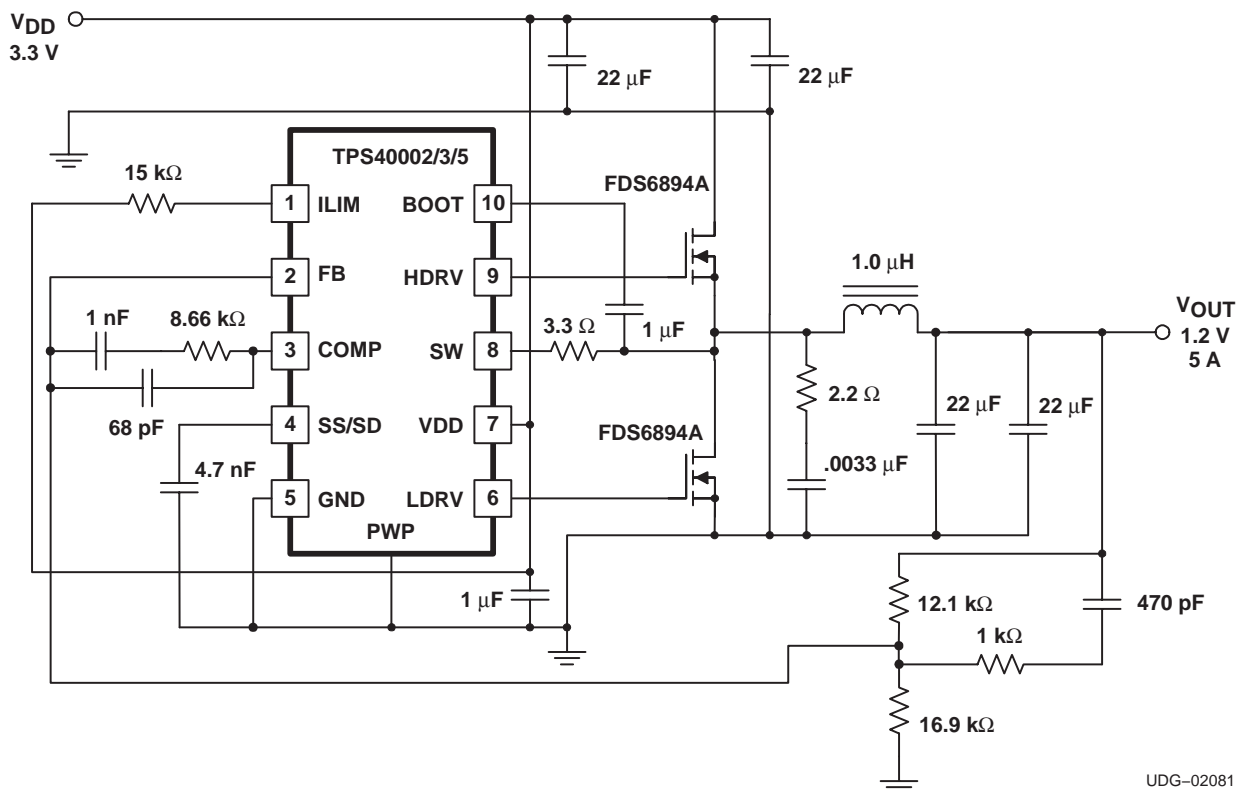 VDD
3.3 V
22 µF
22 µF
TPS40002/3/5
15 kΩ
FDS6894A
1 ILIM BOOT 10
1.0 µH
2 FB HDRV 9
VOUT
1.2 V
5 A
1 nF
8.66 kΩ
3.3 Ω
1 µF
3 COMP SW 8
2.2 Ω
22 µF
22 µF
68 pF
4 SS/SD VDD 7
FDS6894A
4.7 nF
.0033 µF
5 GND LDRV 6
PWP
1 µF
12.1 kΩ
470 pF
1 kΩ
16.9 kΩ
UDG–02081